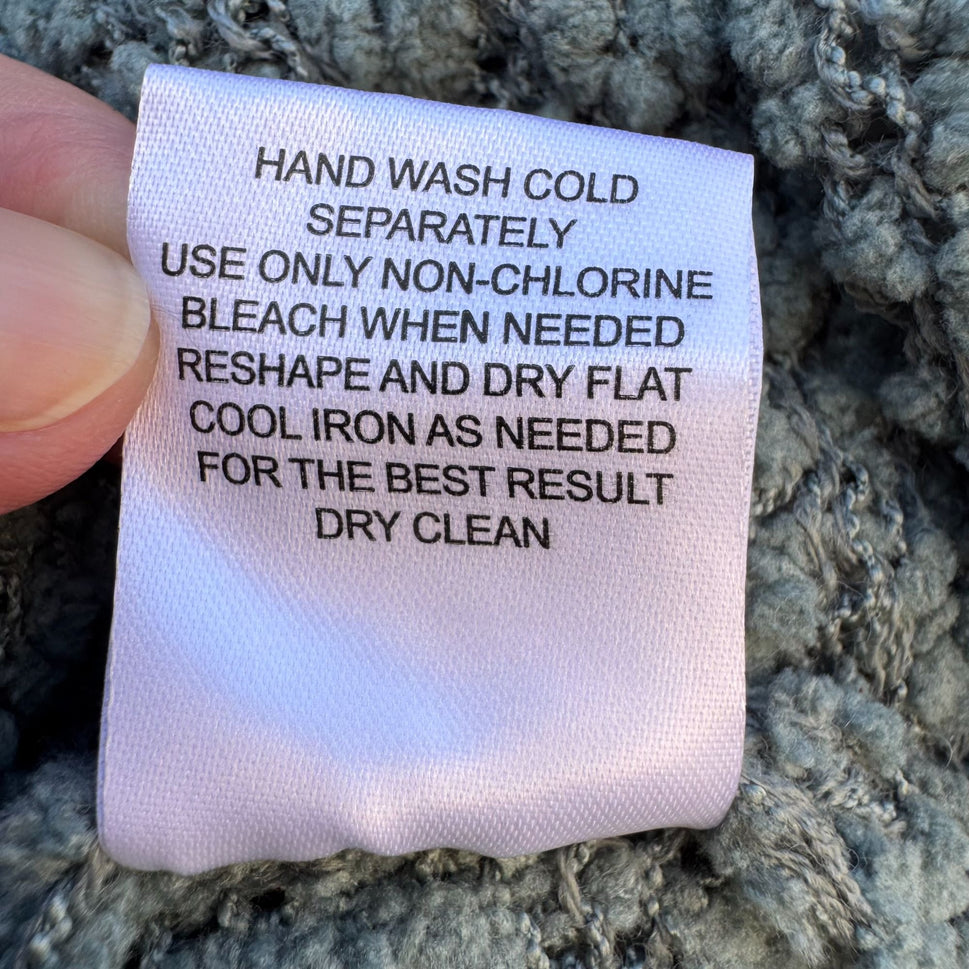 HAND WASH COLD
SEPARATELY
USE ONLY NON-CHLORINE
BLEACH WHEN NEEDED
RESHAPE AND DRY FLAT
COOL IRON AS NEEDED
FOR THE BEST RESULT
DRY CLEAN